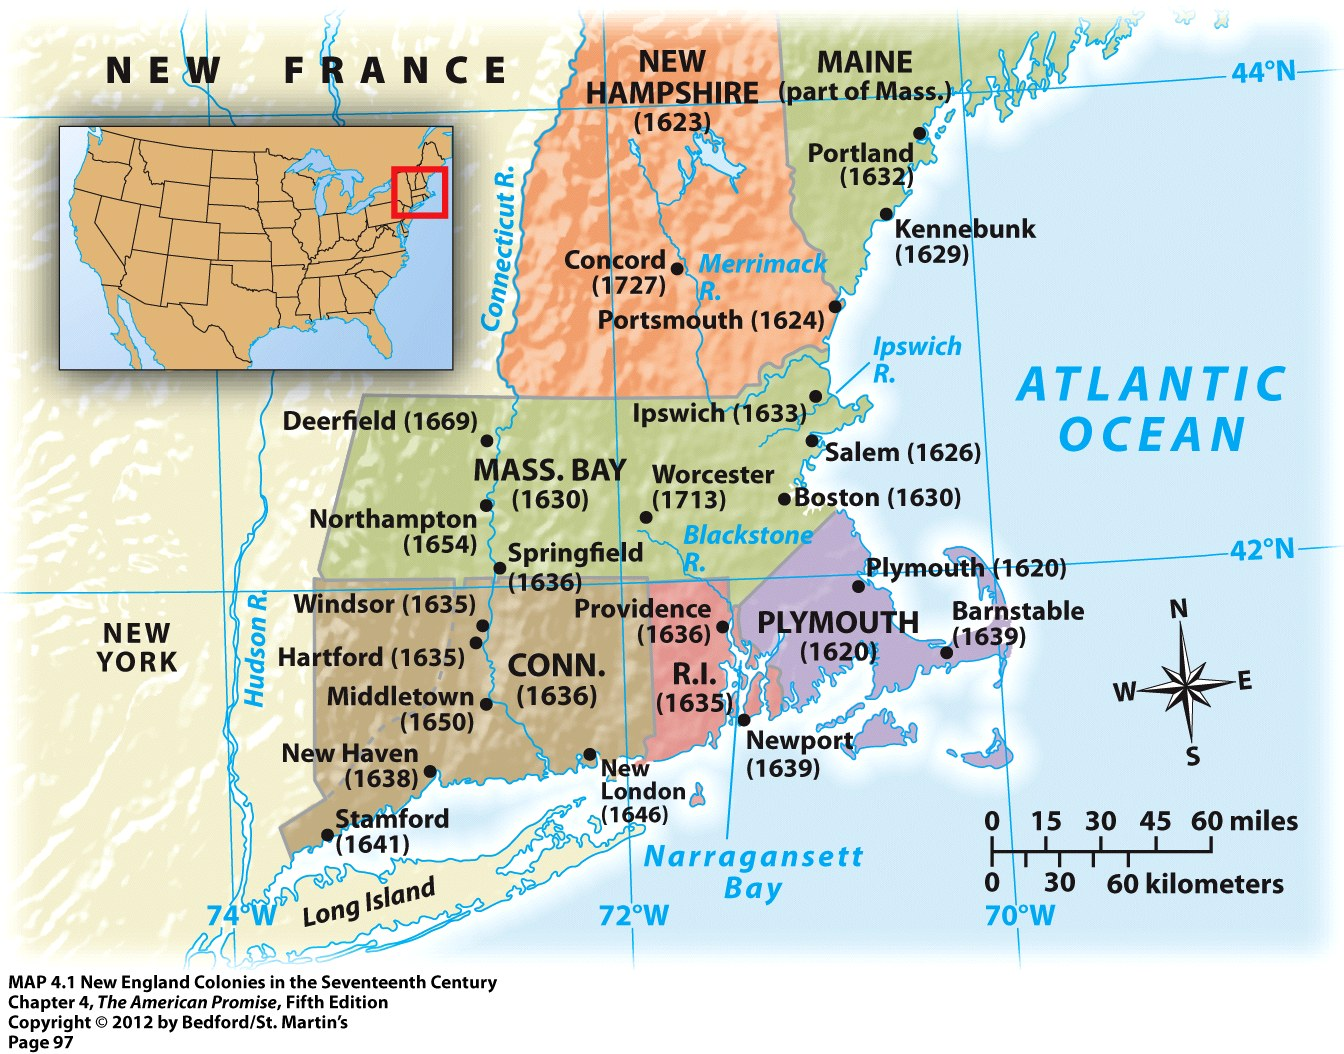 NEW FRANCE
NEW
HAMPSHIRE
(1623)
MAINE
(part of Mass.)
44°N
Portland
(1632)
Kennebunk
(1629)
Connecticut R.
Concord
(1727)
Merrimack
R.
Portsmouth (1624)
Ipswich
R.
ATLANTIC
OCEAN
Deerfield (1669)
Ipswich (1633)
Salem (1626)
MASS. BAY
(1630)
Worcester
(1713)
Boston (1630)
Northampton
(1654)
Blackstone
R.
Springfield
(1636)
42°N
Plymouth (1620)
Windsor (1635)
Providence
(1636)
PLYMOUTH
(1620)
Barnstable
(1639)
NEW
YORK
Hudson R.
Hartford (1635)
CONN.
(1636)
R.I.
(1635)
N
W
E
S
Middletown
(1650)
New Haven
(1638)
Newport
(1639)
New
London
(1646)
Stamford
(1641)
0 15 30 45 60 miles
0 30 60 kilometers
Narragansett
Bay
Long Island
74°W
72°W
70°W
MAP 4.1 New England Colonies in the Seventeenth Century
Chapter 4, The American Promise, Fifth Edition
Copyright © 2012 by Bedford/St. Martin’s
Page 97